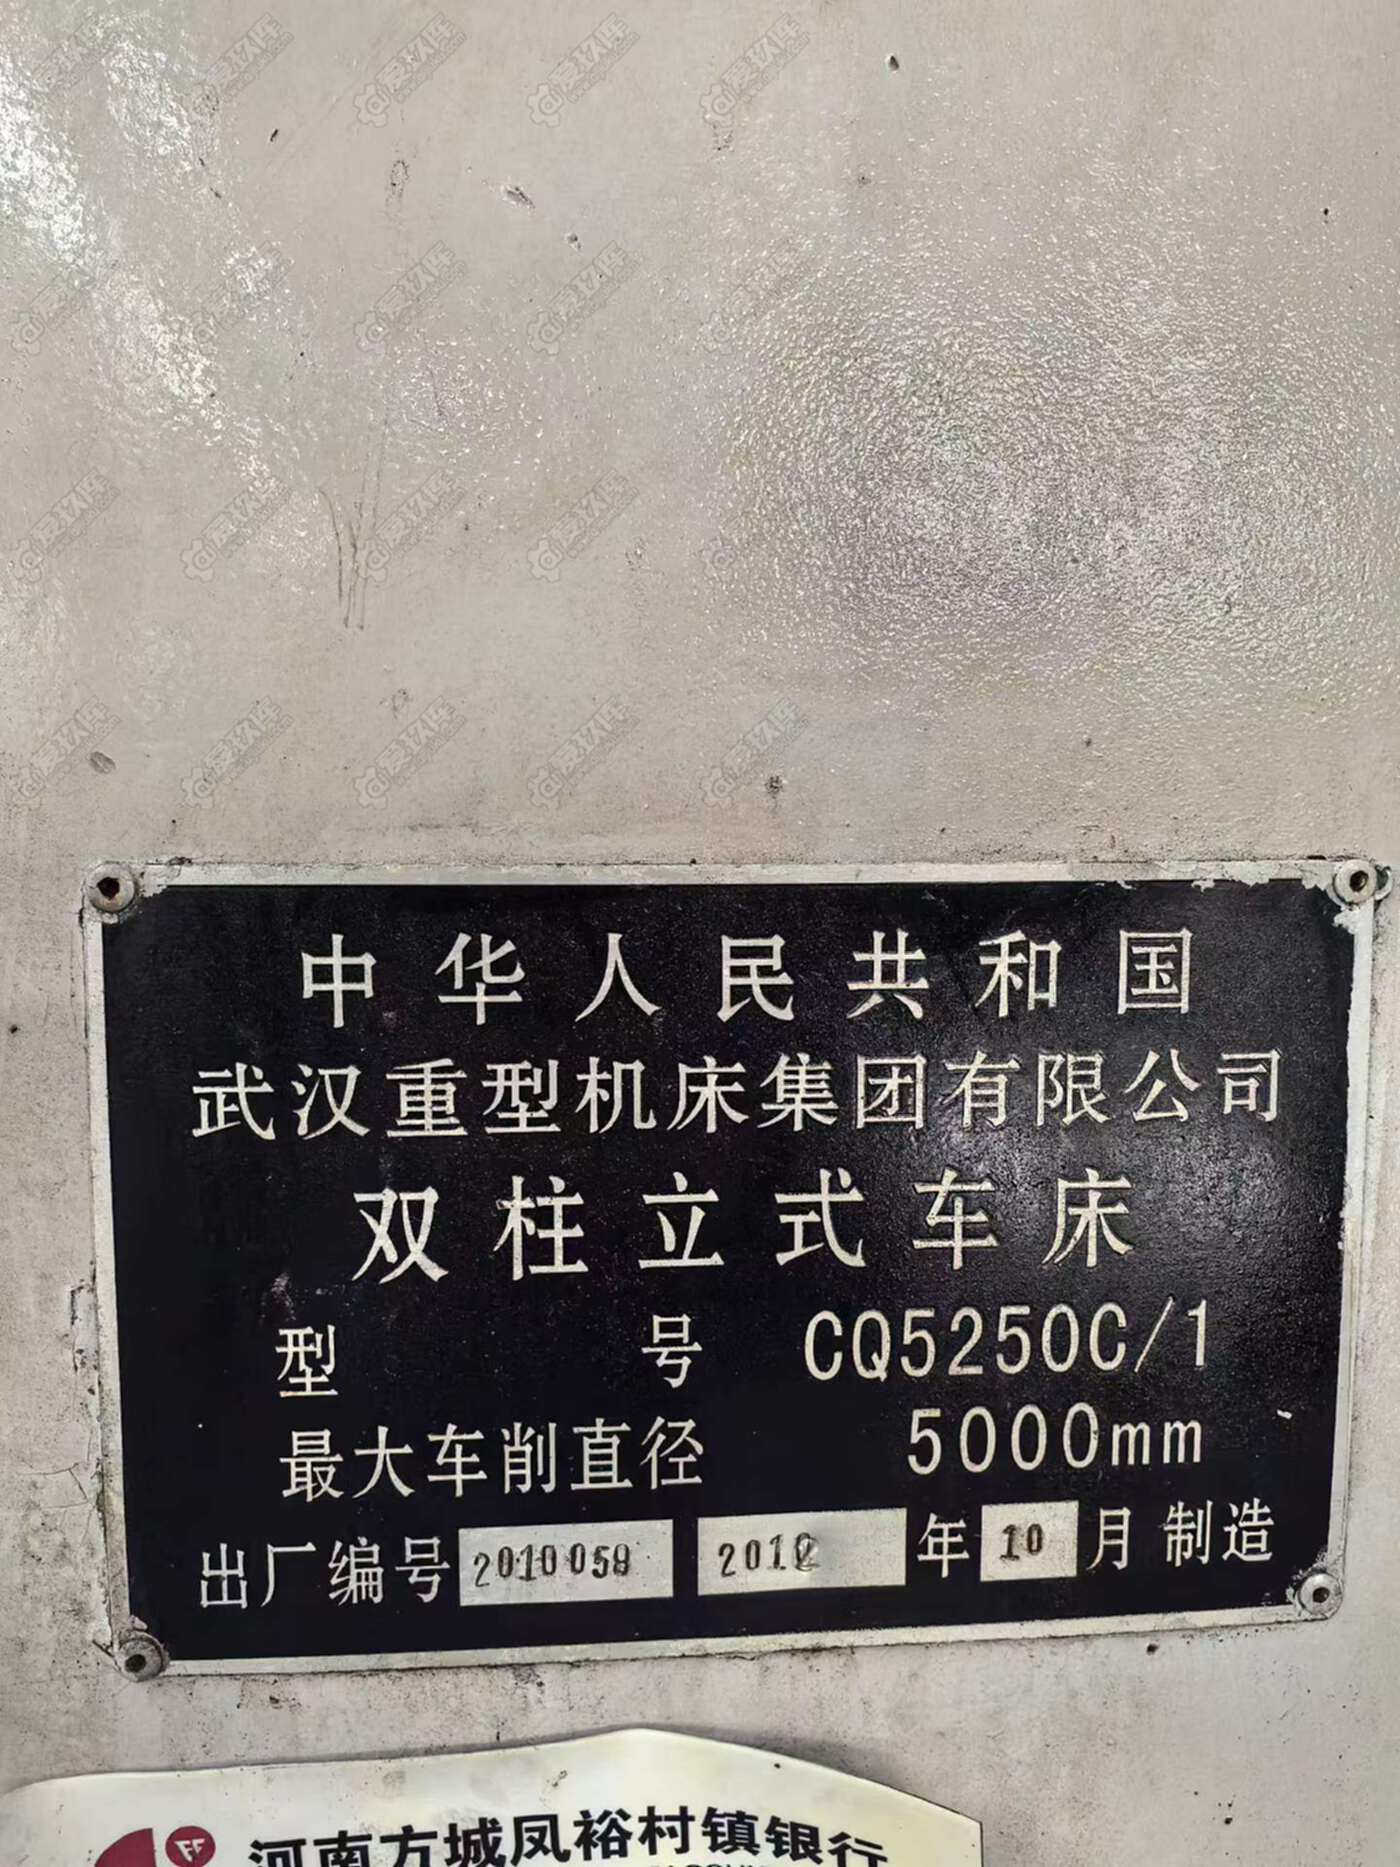 中华人民共和国
武汉重型机床集团有限公司
双柱立式车床
型号 CQ5250C/1
最大车削直径 5000mm
出厂编号 2010059 2012 年 10 月制造
河南方城凤裕村镇银行